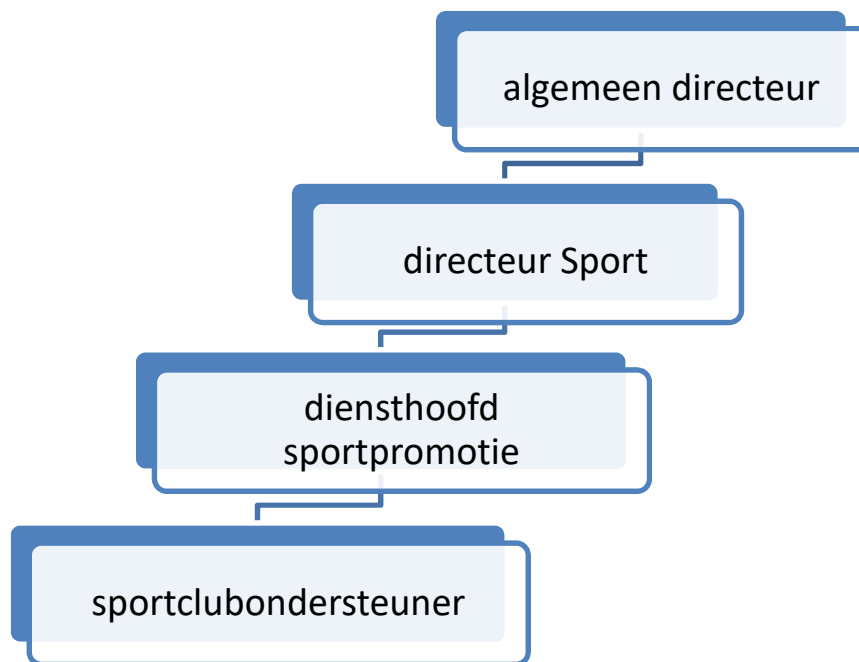 algemeen directeur
directeur Sport
diensthoofd
sportpromotie
sportclubondersteuner